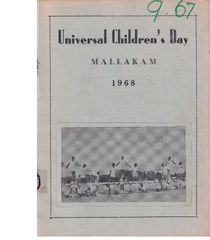 9.67
Universal Children's Day
MALLAKAM
1968